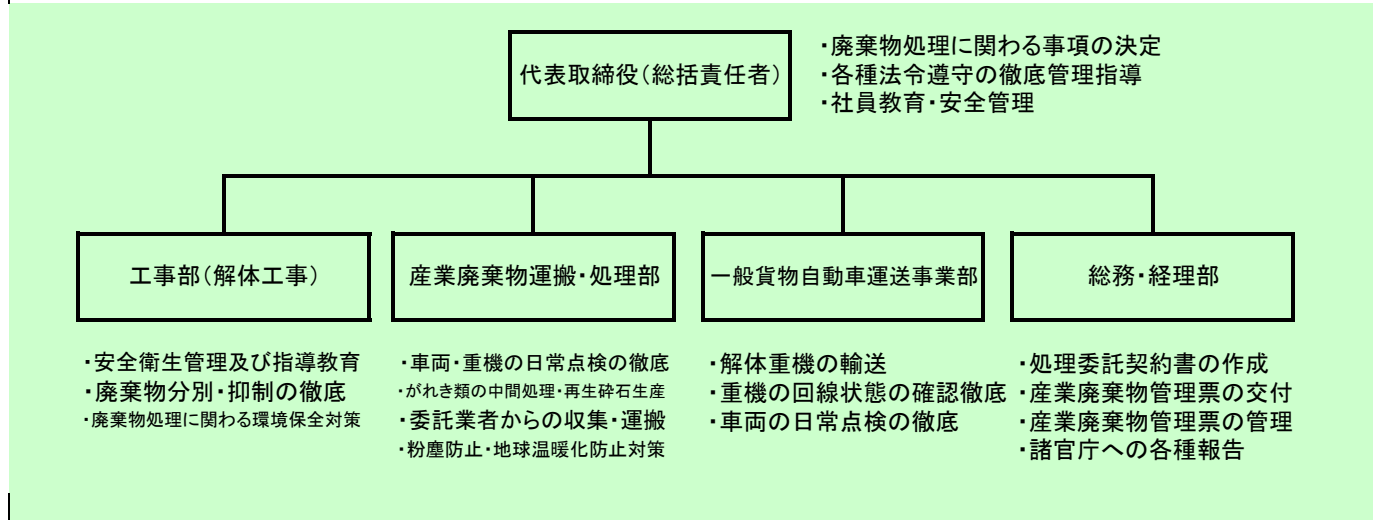 代表取締役（総括責任者）
・廃棄物処理に関わる事項の決定
・各種法令遵守の徹底管理指導
・社員教育・安全管理
工事部（解体工事）
・安全衛生管理及び指導教育
・廃棄物分別・抑制の徹底
・廃棄物処理に関わる環境保全対策
産業廃棄物運搬・処理部
・車両・重機の日常点検の徹底
・がれき類の中間処理・再生砕石生産
・委託業者からの収集・運搬
・粉塵防止・地球温暖化防止対策
一般貨物自動車運送事業部
・解体重機の輸送
・重機の回線状態の確認徹底
・車両の日常点検の徹底
総務・経理部
・処理委託契約書の作成
・産業廃棄物管理票の交付
・産業廃棄物管理票の管理
・諸官庁への各種報告